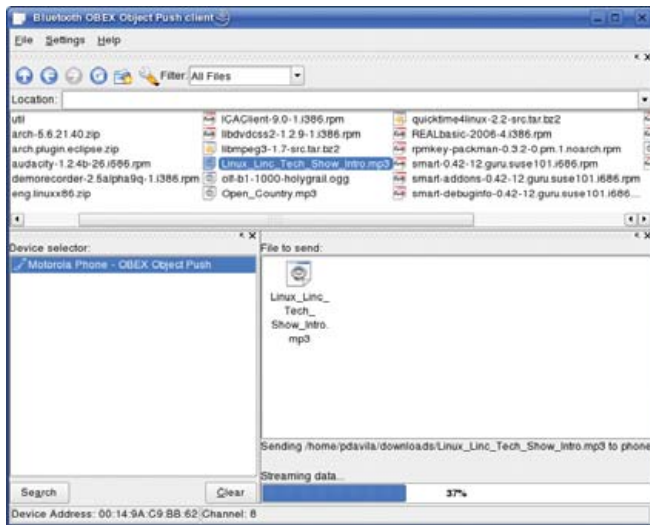 Bluetooth OBEX Object Push client
File Settings Help
Filter: All Files
Location:
util
arch-5.6.21.40.zip
arch.plugin.eclipse.zip
audacity-1.2.4b-26.i686.rpm
demorecorder-2.5alpha9q-1.i386.rpm
eng.linuxx86.zip
ICAClient-9.0-1.i386.rpm
libdvdcss2-1.2.9-1.i386.rpm
libmpeg3-1.7-src.tar.bz2
Linux_Linc_Tech_Show_Intro.mp3
olf-b1-1000-holygrail.ogg
Open_Country.mp3
quicktime4linux-2.2-src.tar.bz2
REALbasic-2006-4.i386.rpm
rpmkey-packman-0.3.2-0.pm.1.noarch.rpm
smart-0.42-12.guru.suse101.i686.rpm
smart-addons-0.42-12.guru.suse101.i686.rpm
smart-debuginfo-0.42-12.guru.suse101.i686...
Device selector:
Motorola Phone - OBEX Object Push
File to send:
Linux_Linc_
Tech_
Show_Intro.
mp3
Sending /home/pdavila/downloads/Linux_Linc_Tech_Show_Intro.mp3 to phone
Streaming data...
37%
Search
Clear
Device Address: 00:14:9A:C9:BB:62 Channel: 8